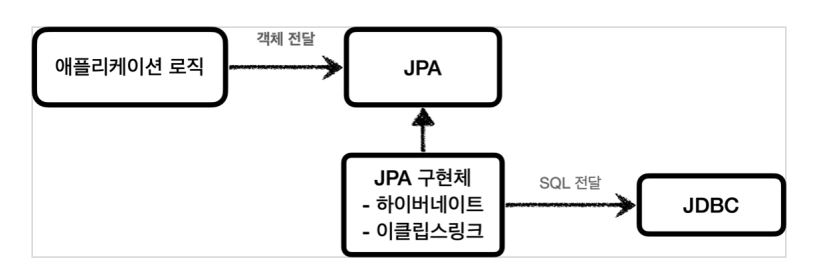 객체 전달
애플리케이션 로직
JPA
JPA 구현체
- 하이버네이트
- 이클립스링크
SQL 전달
JDBC